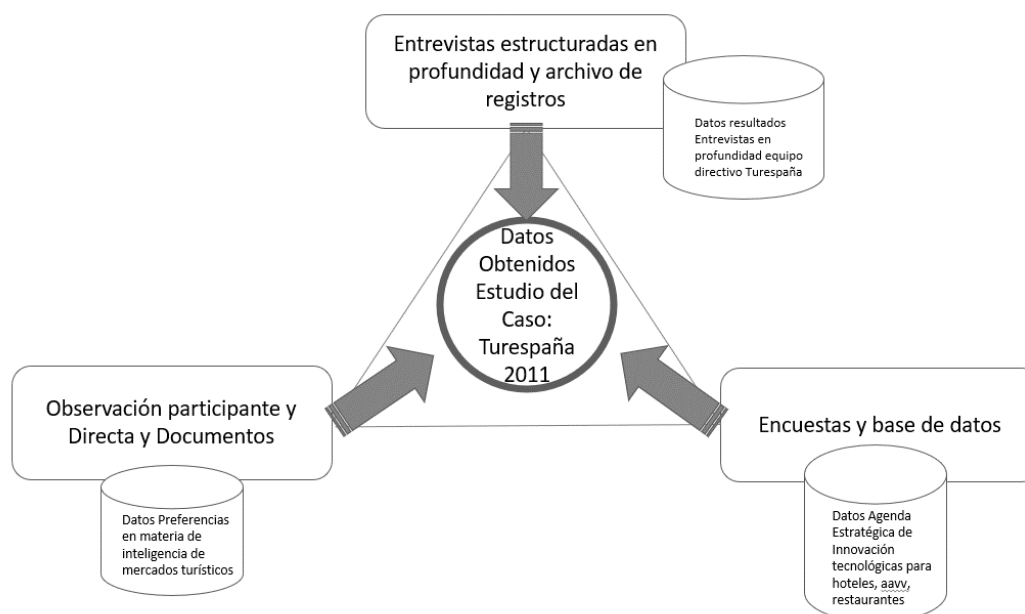 Entrevistas estructuradas en
profundidad y archivo de
registros
Datos resultados
Entrevistas en
profundidad equipo
directivo Turespaña
Datos
Obtenidos
Estudio del
Caso:
Turespaña
2011
Observación participante y
Directa y Documentos
Datos Preferencias
en materia de
inteligencia de
mercados turísticos
Encuestas y base de datos
Datos Agenda
Estratégica de
Innovación
tecnológicas para
hoteles, aavv,
restaurantes